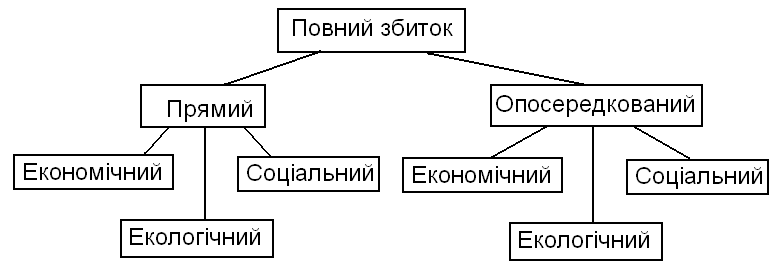 Повний збиток
Прямий
Опосередкований
Економічний
Соціальний
Економічний
Соціальний
Екологічний
Екологічний